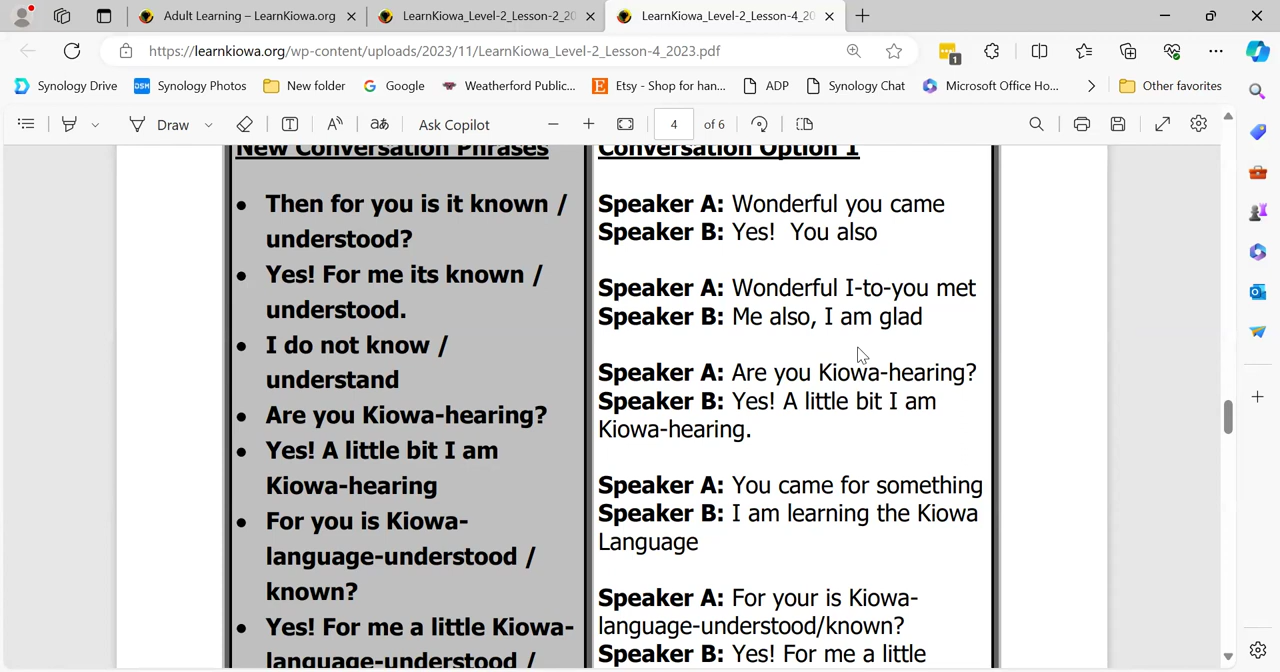 Adult Learning – LearnKiowa.org
LearnKiowa_Level-2_Lesson-2_20
LearnKiowa_Level-2_Lesson-4_20
https://learnkiowa.org/wp-content/uploads/2023/11/LearnKiowa_Level-2_Lesson-4_2023.pdf
1
Synology Drive
DSM Synology Photos
New folder
Google
Weatherford Public...
Etsy - Shop for han...
ADP
Synology Chat
Microsoft Office Ho...
Other favorites
Draw
Ask Copilot
4 of 6
New Conversation Phrases
• Then for you is it known /
understood?
• Yes! For me its known /
understood.
• I do not know /
understand
• Are you Kiowa-hearing?
• Yes! A little bit I am
Kiowa-hearing
• For you is Kiowa-
language-understood /
known?
• Yes! For me a little Kiowa-
language-understood /
Conversation Option 1
Speaker A: Wonderful you came
Speaker B: Yes!  You also
Speaker A: Wonderful I-to-you met
Speaker B: Me also, I am glad
Speaker A: Are you Kiowa-hearing?
Speaker B: Yes! A little bit I am
Kiowa-hearing.
Speaker A: You came for something
Speaker B: I am learning the Kiowa
Language
Speaker A: For your is Kiowa-
language-understood/known?
Speaker B: Yes! For me a little